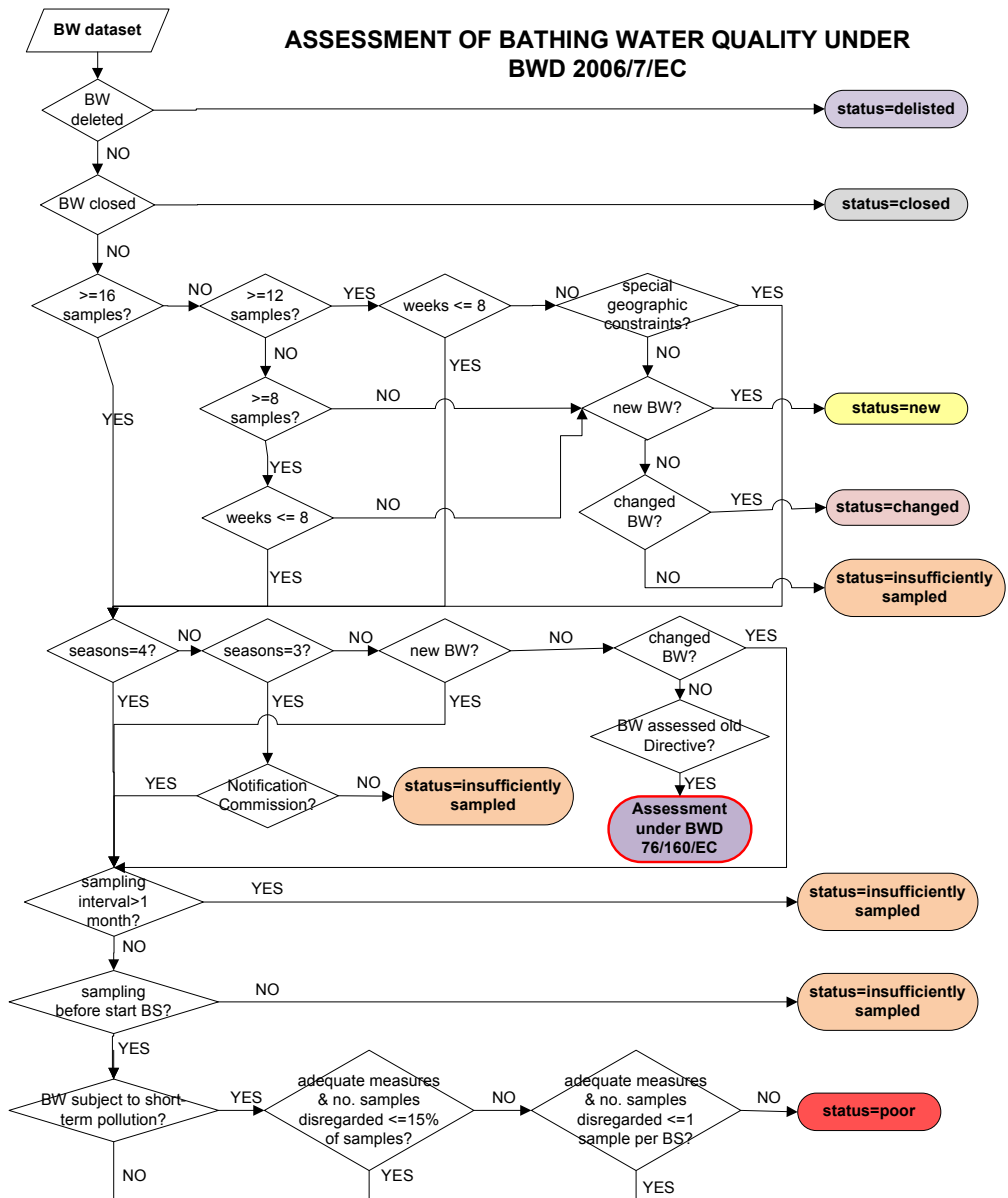 BW dataset
ASSESSMENT OF BATHING WATER QUALITY UNDER
BWD 2006/7/EC
BW
deleted
status=delisted
NO
BW closed
status=closed
NO
>=16
samples?
NO
>=12
samples?
YES
weeks <= 8
NO
special
geographic
constraints?
YES
NO
YES
NO
YES
>=8
samples?
NO
new BW?
YES
status=new
YES
NO
weeks <= 8
NO
changed
BW?
YES
status=changed
YES
NO
status=insufficiently
sampled
seasons=4?
NO
seasons=3?
NO
new BW?
NO
changed
BW?
YES
YES
YES
YES
NO
BW assessed old
Directive?
YES
YES
Notification
Commission?
NO
status=insufficiently
sampled
Assessment
under BWD
76/160/EC
sampling
interval>1
month?
YES
status=insufficiently
sampled
NO
sampling
before start BS?
NO
status=insufficiently
sampled
YES
BW subject to short-
term pollution?
YES
adequate measures
& no. samples
disregarded <=15%
of samples?
NO
adequate measures
& no. samples
disregarded <=1
sample per BS?
NO
status=poor
NO
YES
YES